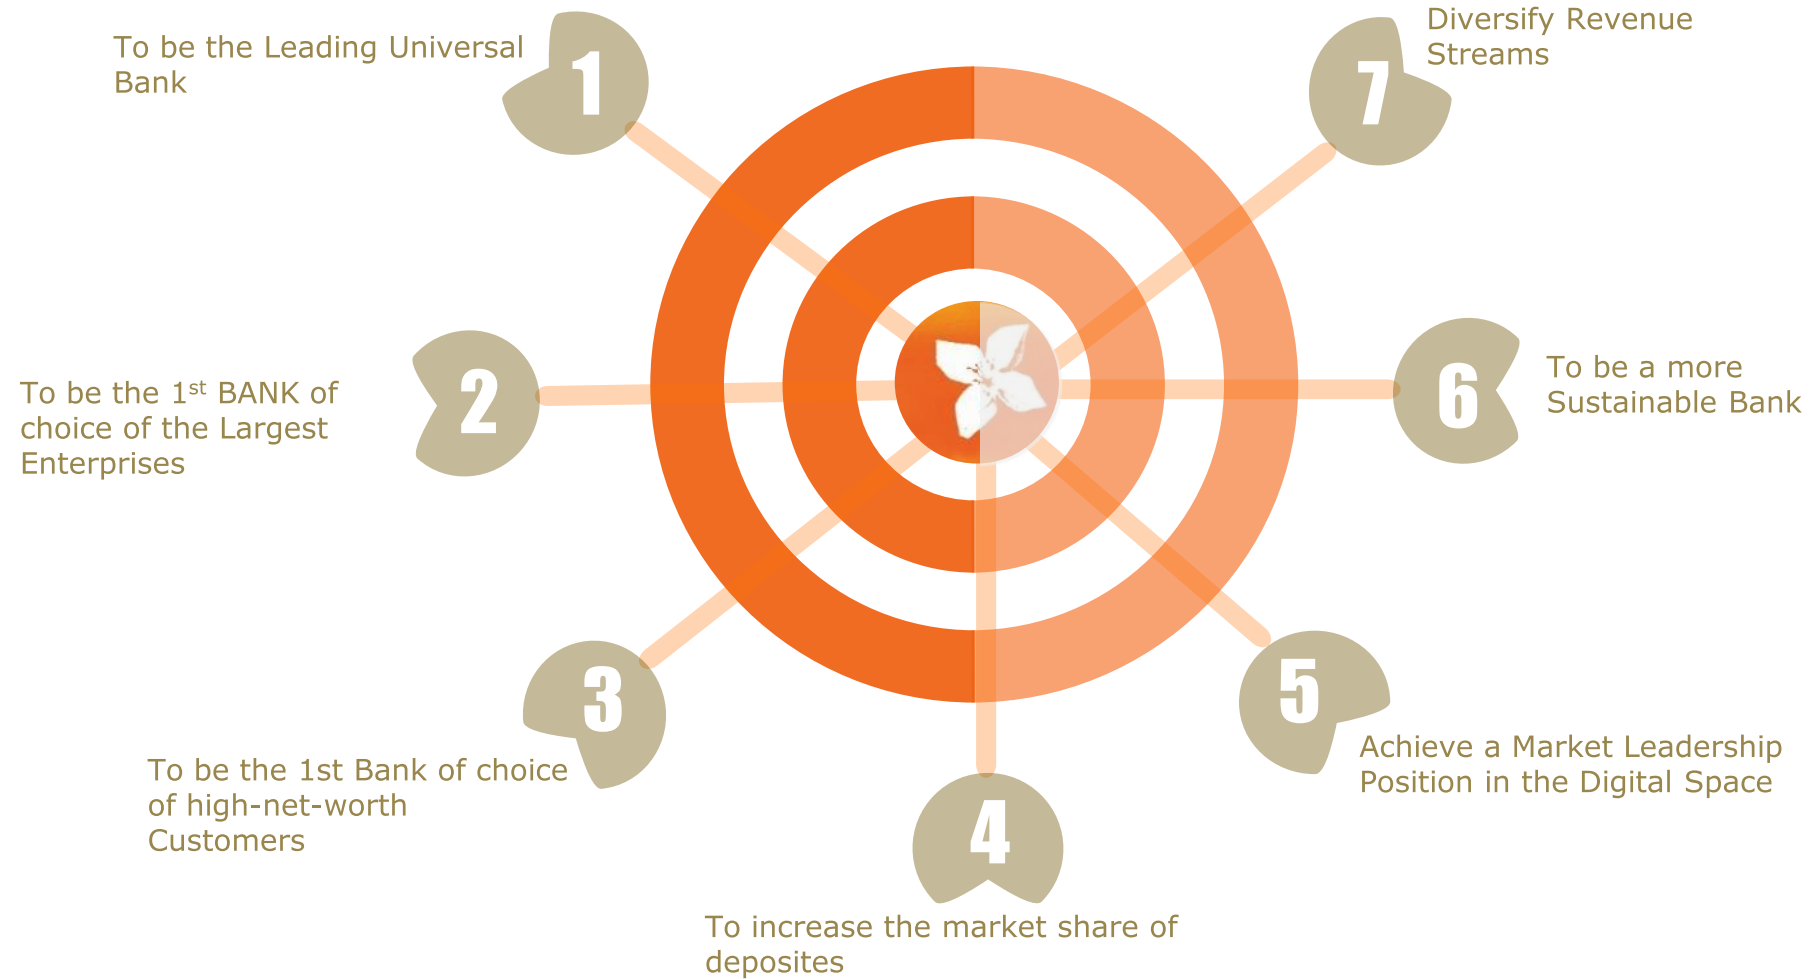 1
To be the Leading Universal
Bank
2
To be the 1st BANK of
choice of the Largest
Enterprises
3
To be the 1st Bank of choice
of high-net-worth
Customers
4
To increase the market share of
deposites
5
Achieve a Market Leadership
Position in the Digital Space
6
To be a more
Sustainable Bank
7
Diversify Revenue
Streams